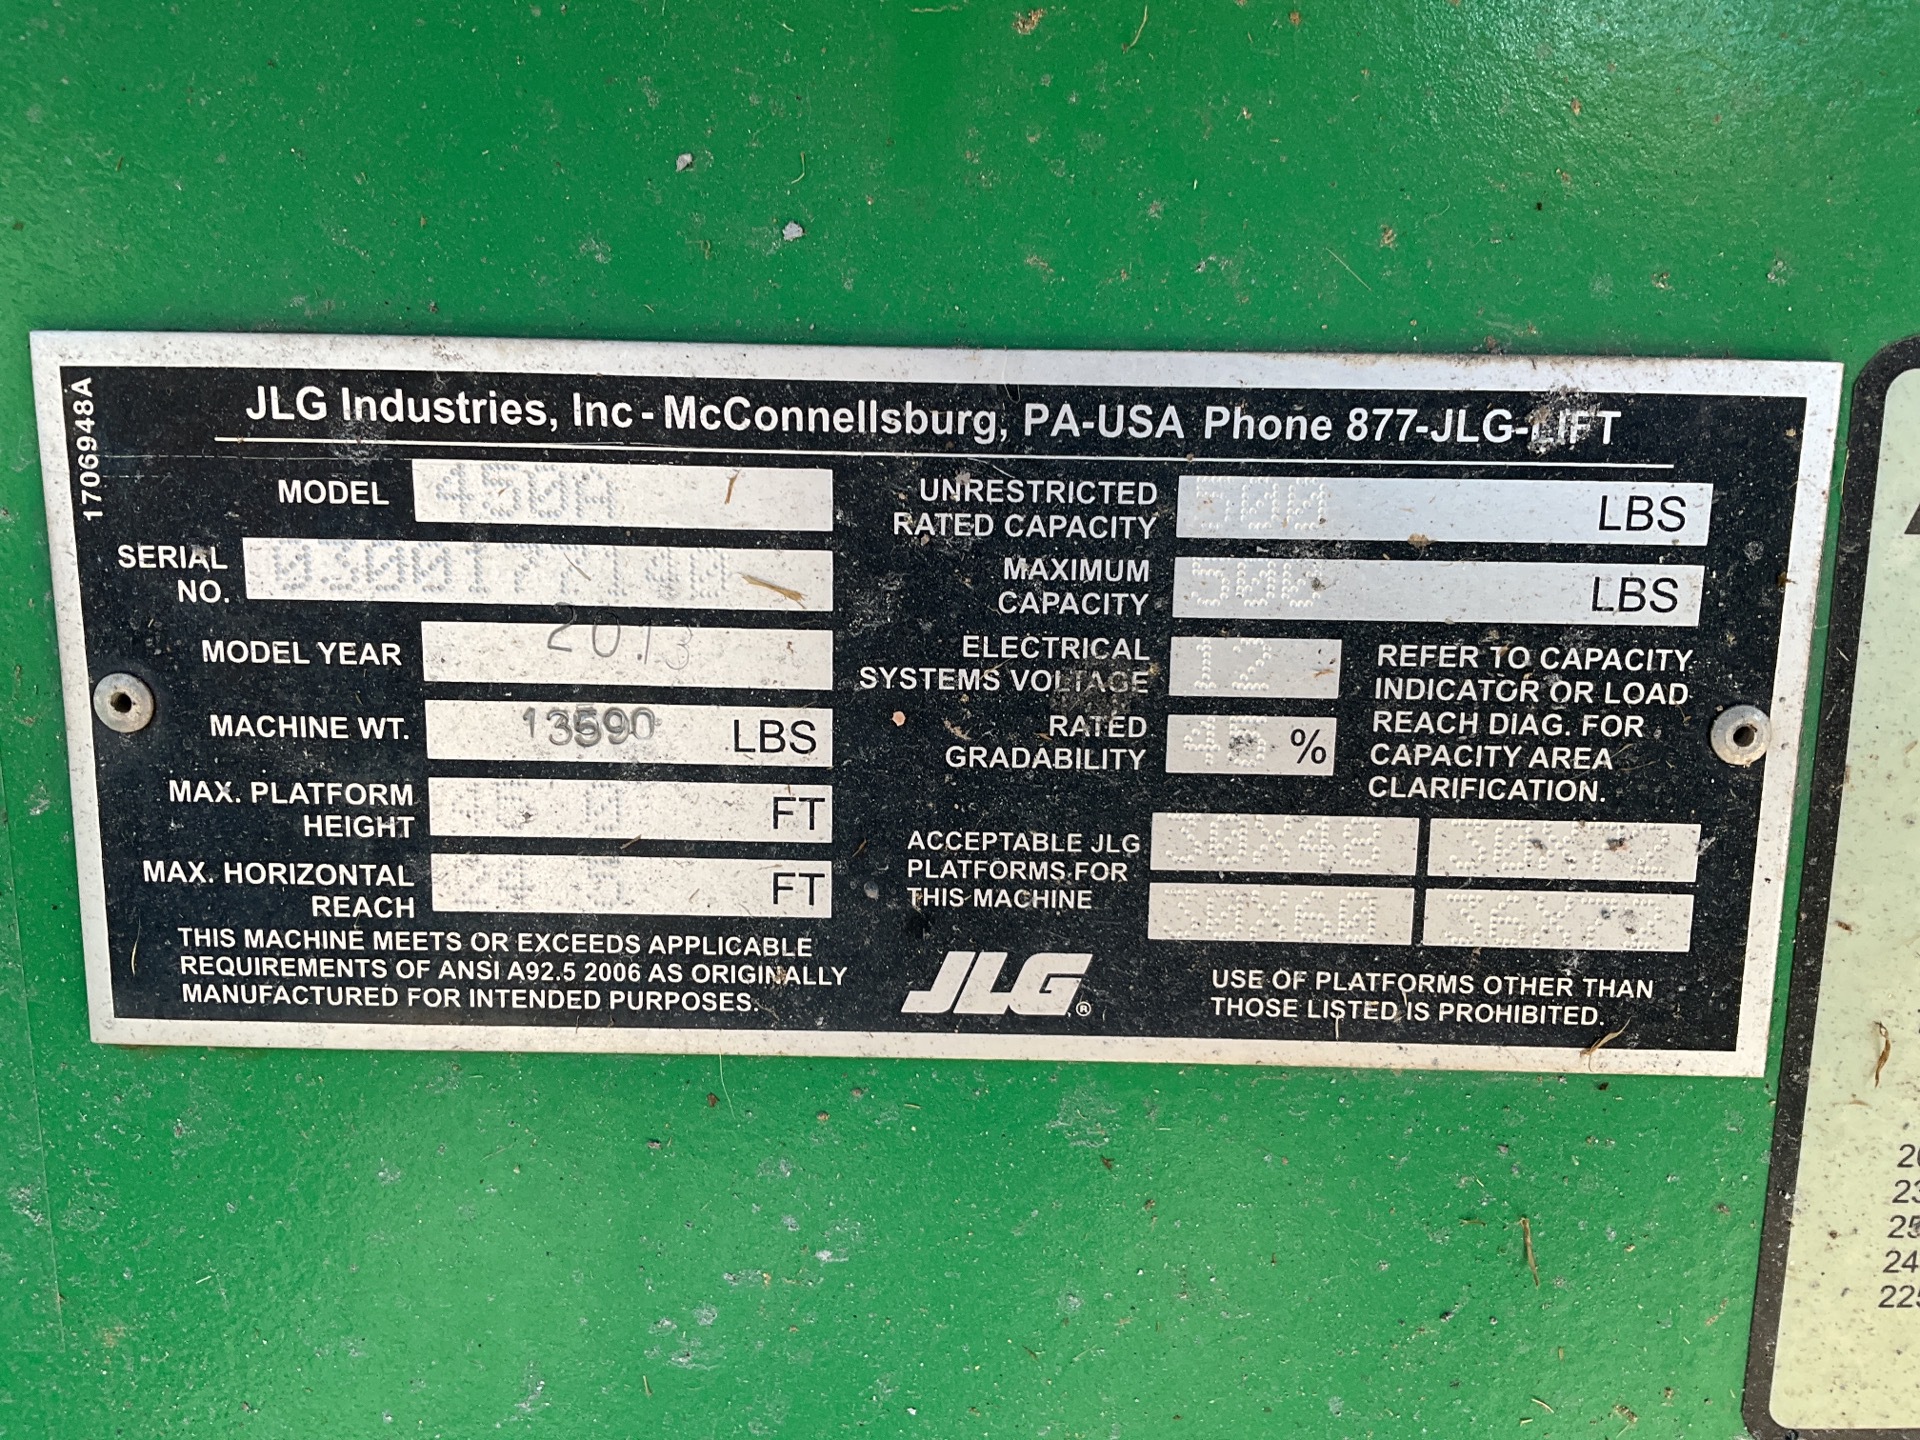 JLG Industries, Inc - McConnellsburg, PA-USA Phone 877-JLG-LIFT
1706948A
MODEL 450A
SERIAL NO. 0300177140
MODEL YEAR 2013
MACHINE WT. 13590 LBS
MAX. PLATFORM HEIGHT 45 0 FT
MAX. HORIZONTAL REACH FT
THIS MACHINE MEETS OR EXCEEDS APPLICABLE
REQUIREMENTS OF ANSI A92.5 2006 AS ORIGINALLY
MANUFACTURED FOR INTENDED PURPOSES.
UNRESTRICTED RATED CAPACITY 500 LBS
MAXIMUM CAPACITY 500 LBS
ELECTRICAL SYSTEMS VOLTAGE 12
RATED GRADABILITY 45 %
REFER TO CAPACITY
INDICATOR OR LOAD
REACH DIAG. FOR
CAPACITY AREA
CLARIFICATION.
ACCEPTABLE JLG
PLATFORMS FOR
THIS MACHINE
30X48 36X72
30X60 36X72
JLG ®
USE OF PLATFORMS OTHER THAN
THOSE LISTED IS PROHIBITED.